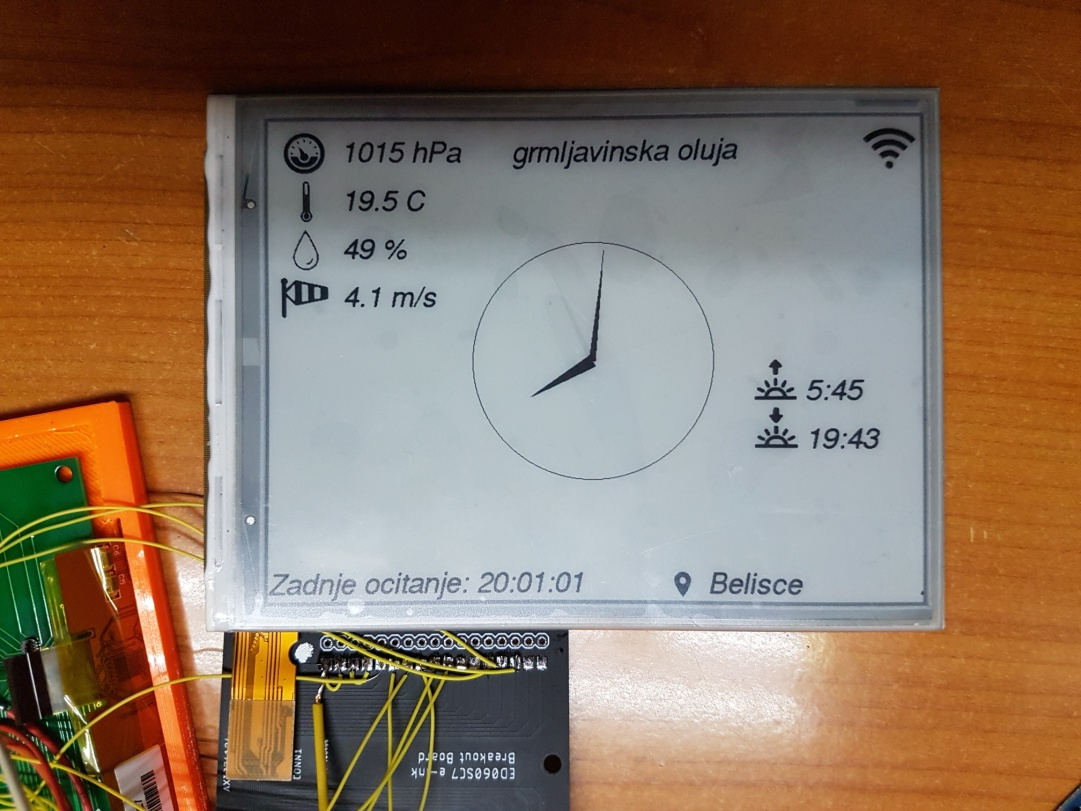 1015 hPa
grmljavinska oluja
19.5 C
49 %
4.1 m/s
5:45
19:43
Zadnje ocitanje: 20:01:01
Belisce
ED060SC7 e-ink
Breakout Board